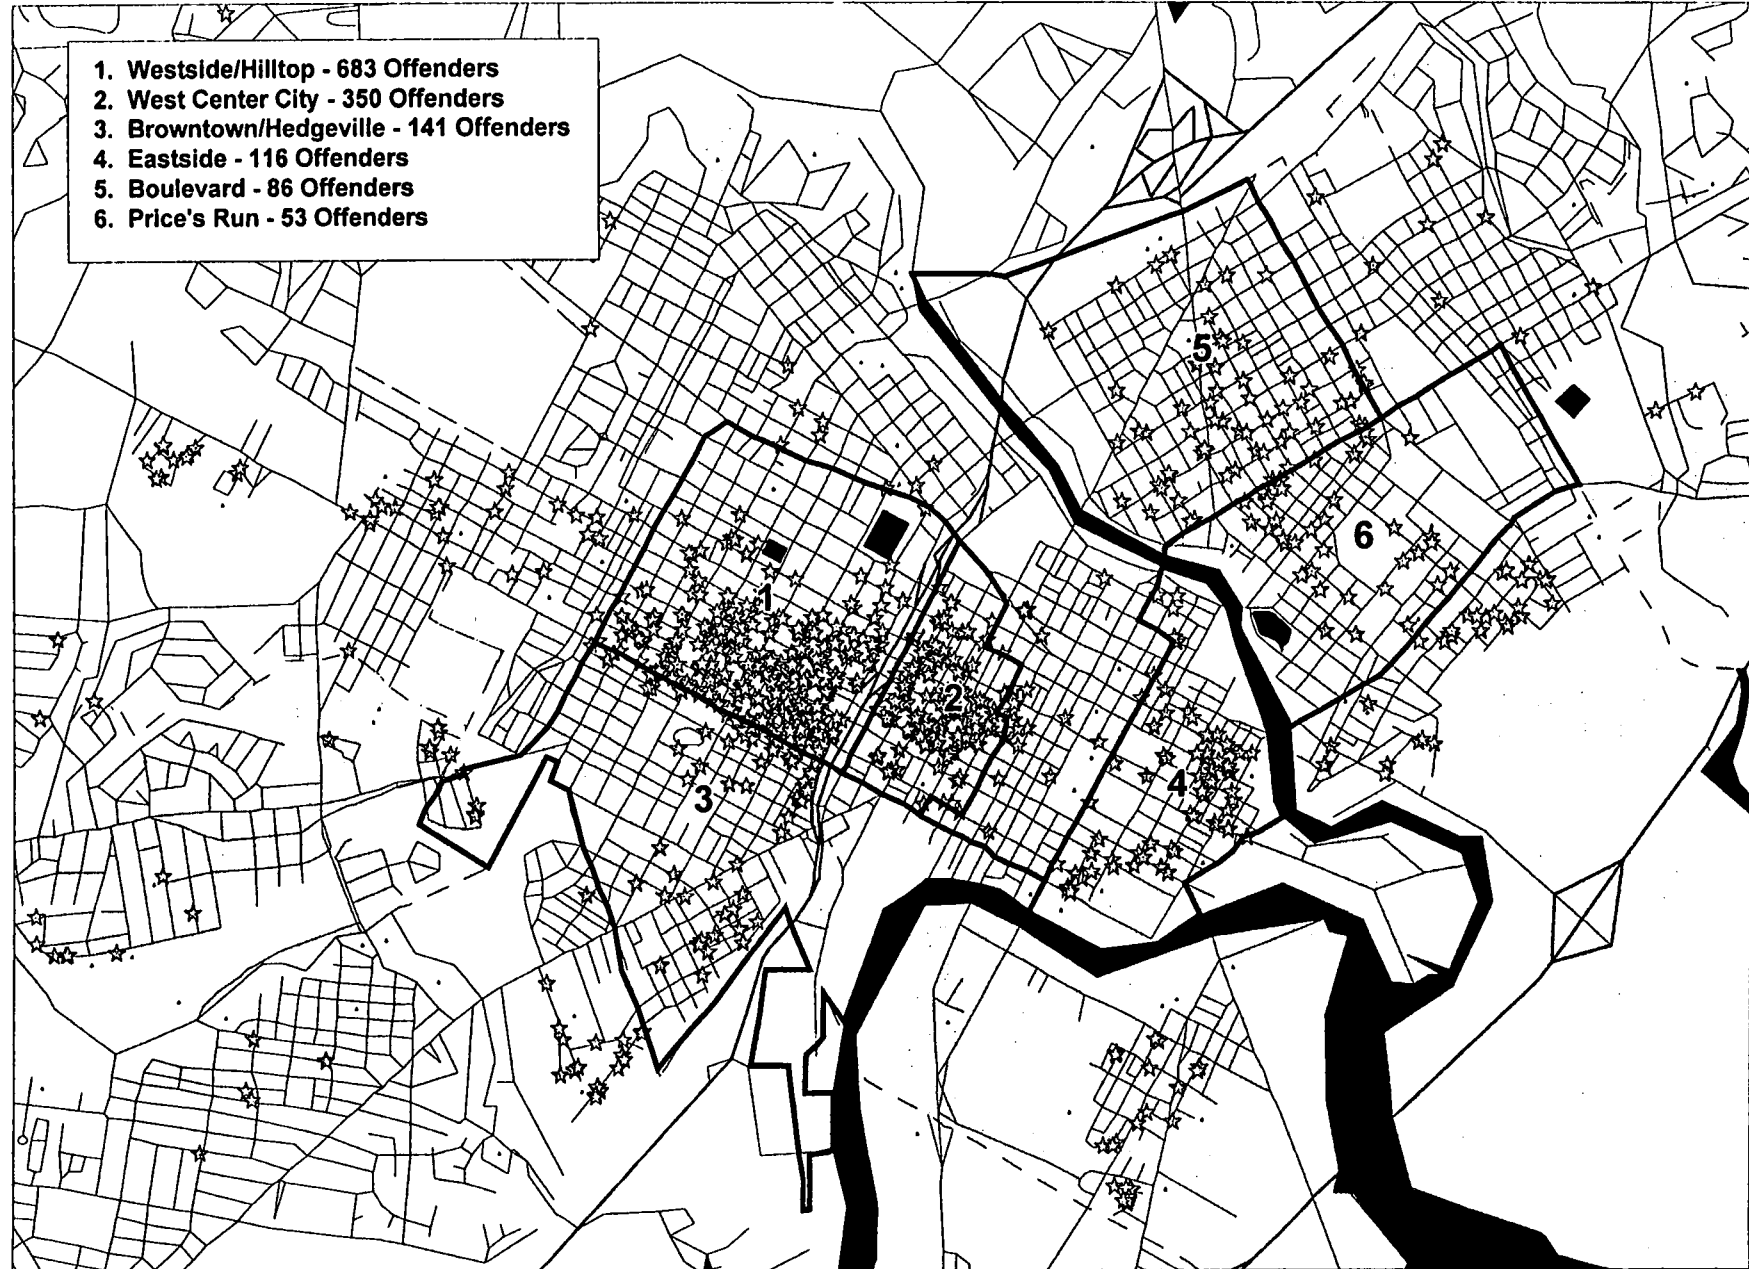 1. Westside/Hilltop - 683 Offenders
2. West Center City - 350 Offenders
3. Browntown/Hedgeville - 141 Offenders
4. Eastside - 116 Offenders
5. Boulevard - 86 Offenders
6. Price's Run - 53 Offenders
5
6
1
2
4
3